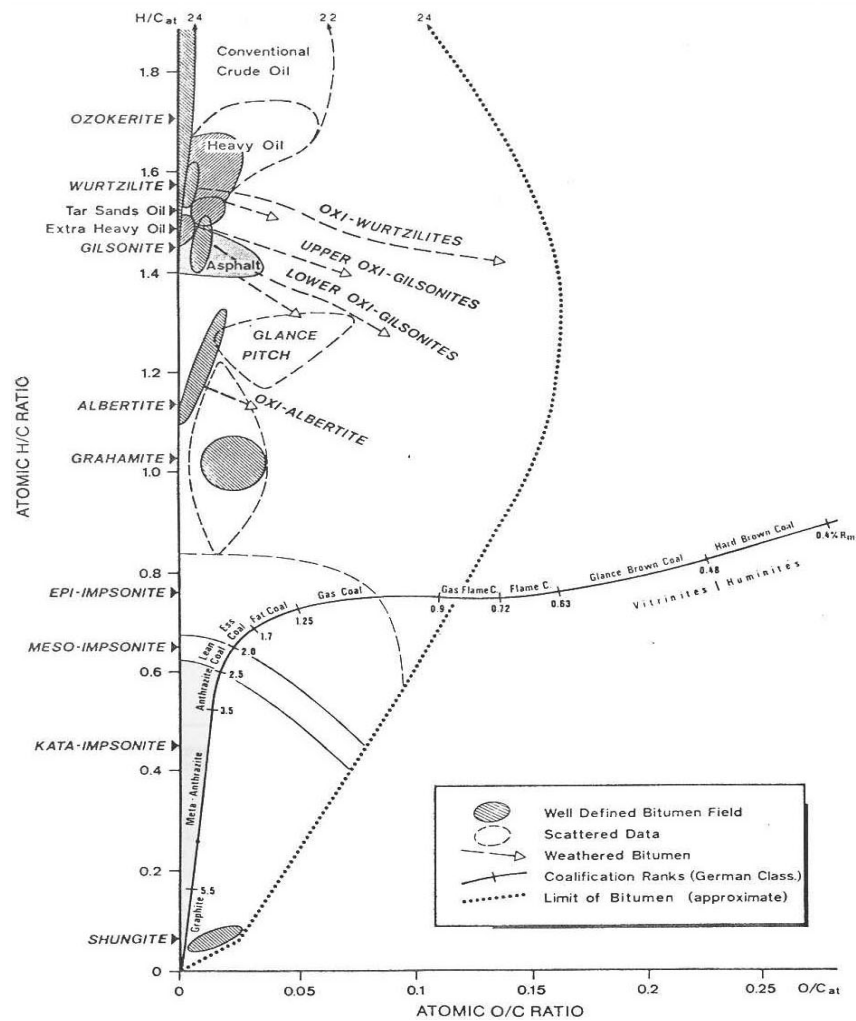 H/C at
24
22
24
Conventional
Crude Oil
1.8
OZOKERITE
Heavy Oil
1.6
WURTZILITE
Tar Sands Oil
Extra Heavy Oil
GILSONITE
OXI-WURTZILITES
UPPER OXI-GILSONITES
LOWER OXI-GILSONITES
Asphalt
1.4
GLANCE
PITCH
1.2
ALBERTITE
OXI-ALBERTITE
GRAHAMITE
1.0
ATOMIC H/C RATIO
0.8
EPI-IMPSONITE
MESO-IMPSONITE
0.6
KATA-IMPSONITE
0.4
0.2
SHUNGITE
0
Graphite
5.5
Meta-Anthrazite
3.5
Anthrazite
2.5
Lean Coal
2.0
Ess Coal
1.7
Fat Coal
1.25
Gas Coal
0.9
Gas Flame C.
0.72
Flame C.
0.63
Glance Brown Coal
0.48
Hard Brown Coal
0.4% Rm
Vitrinites | Huminites
Well Defined Bitumen Field
Scattered Data
Weathered Bitumen
Coalification Ranks (German Class.)
Limit of Bitumen (approximate)
0
0.05
0.1
0.15
0.2
0.25
O/C at
ATOMIC O/C RATIO